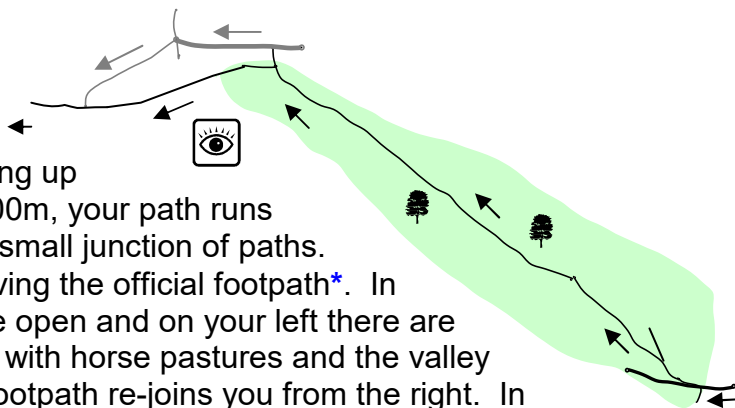 ng up
00m, your path runs
small junction of paths.
ving the official footpath*. In
e open and on your left there are
with horse pastures and the valley
ootpath re-joins you from the right. In